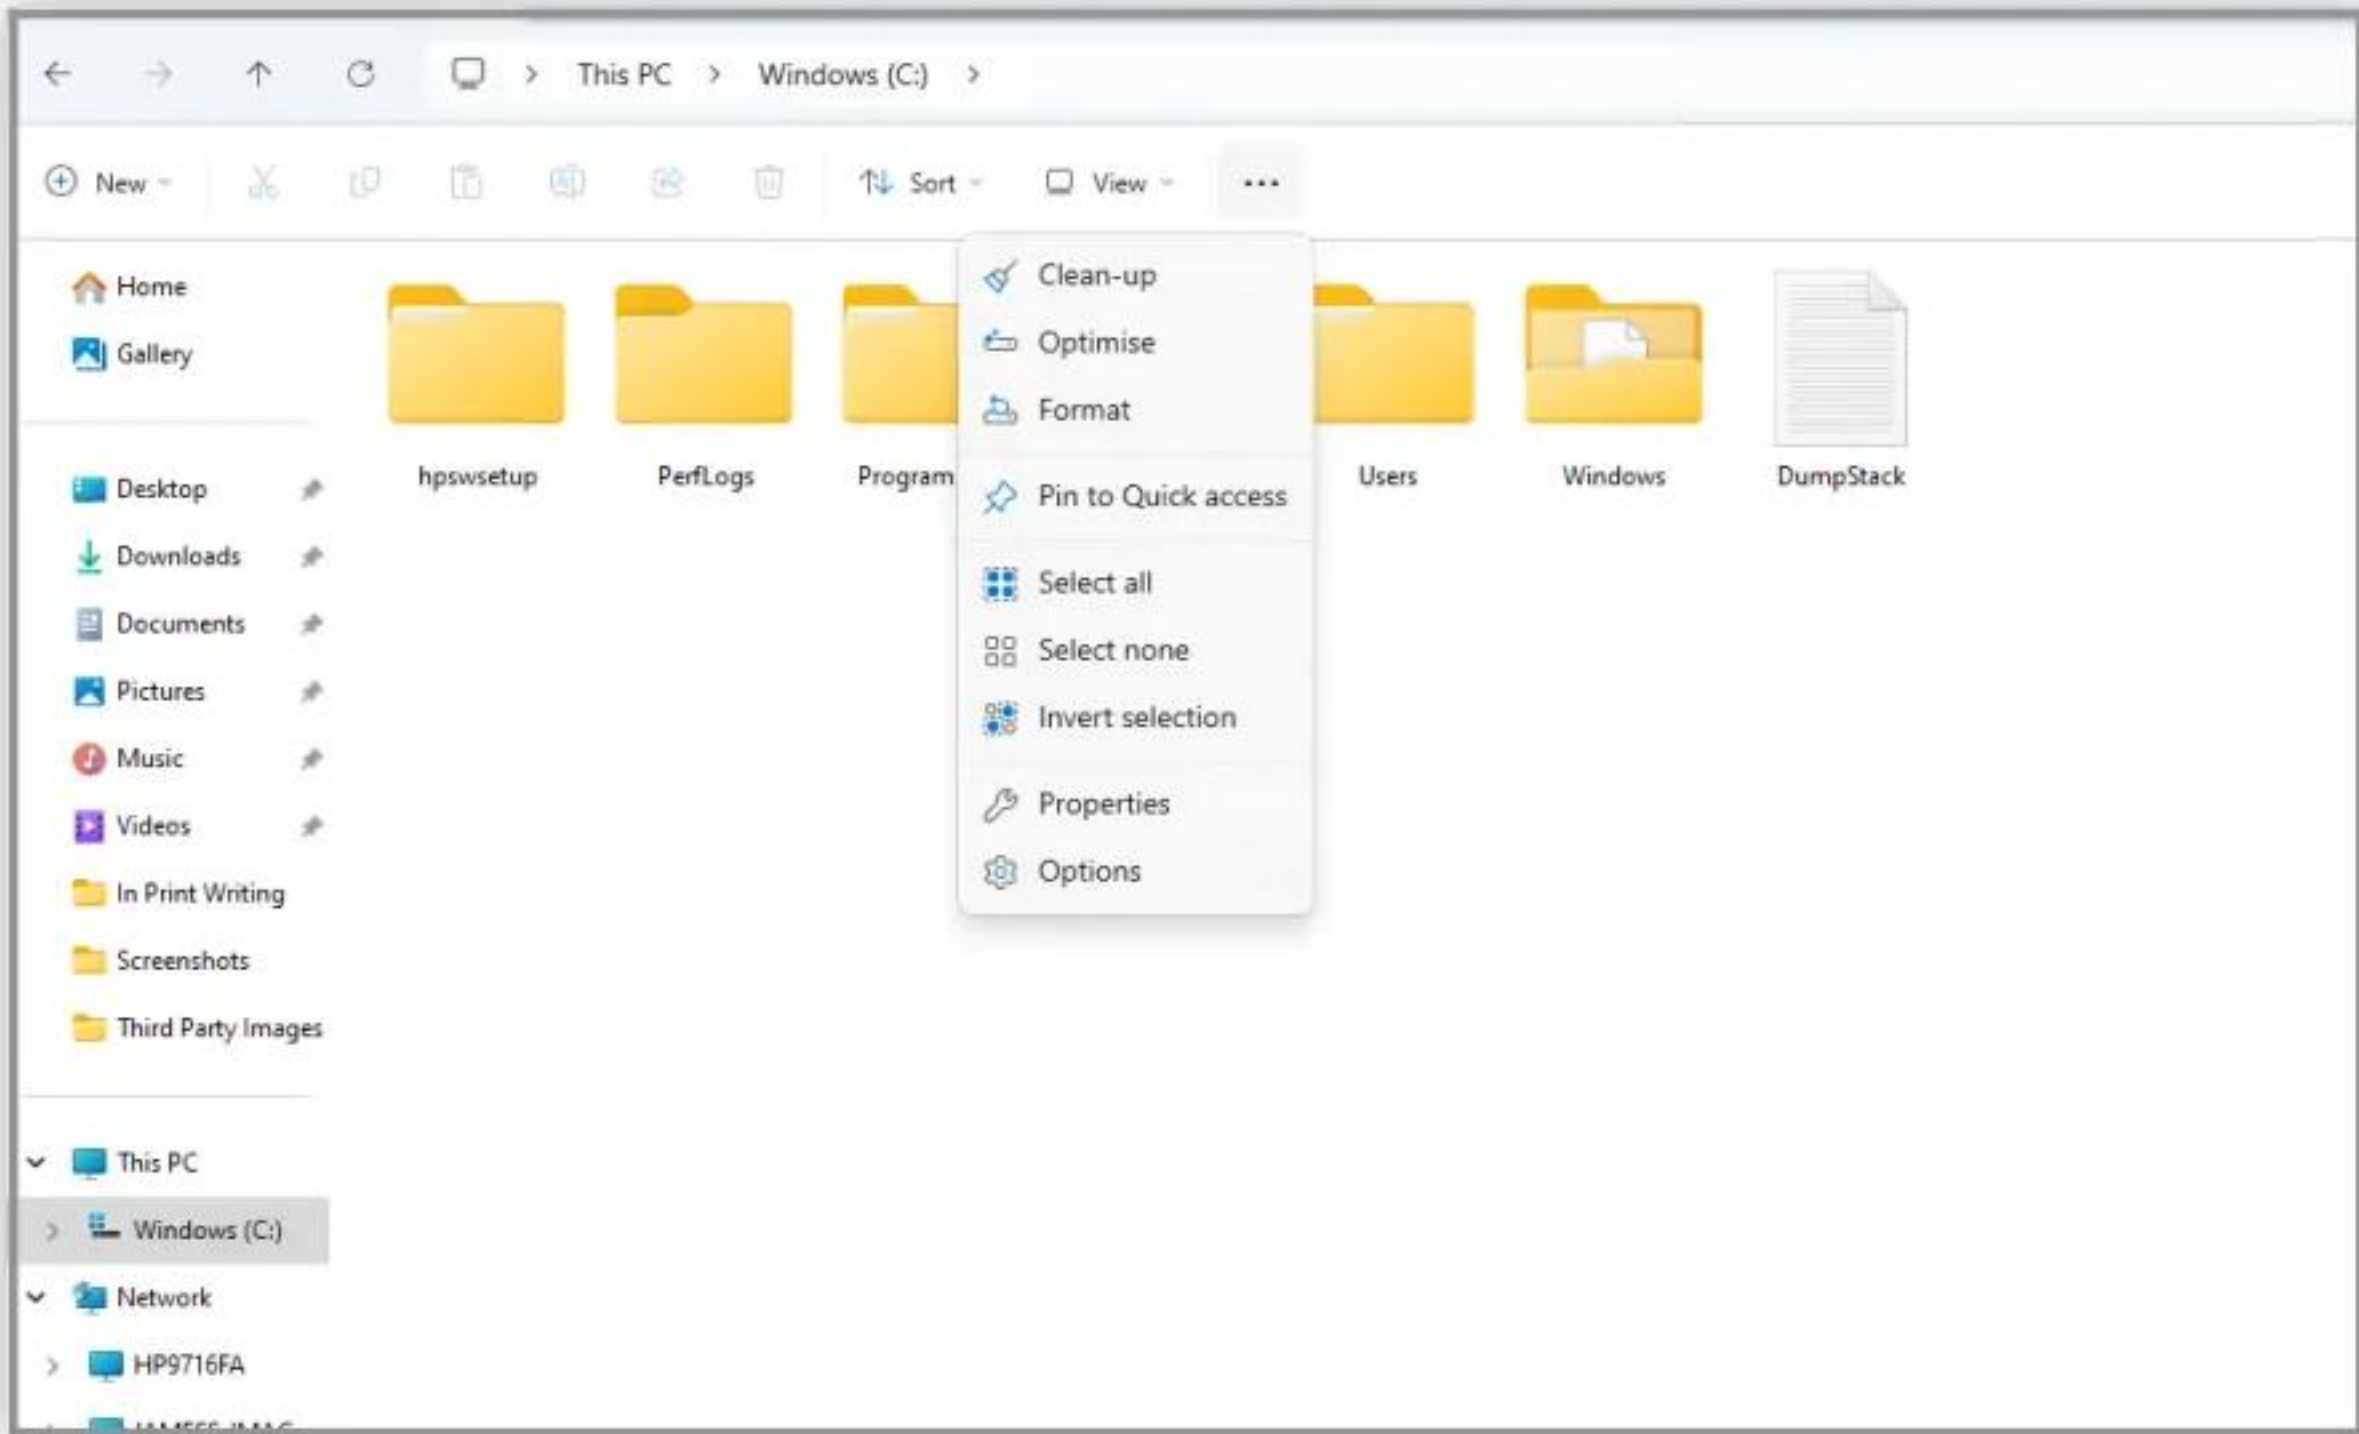 This PC
Windows (C:)
New
Sort
View
Home
Gallery
Desktop
Downloads
Documents
Pictures
Music
Videos
In Print Writing
Screenshots
Third Party Images
This PC
Windows (C:)
Network
HP9716FA
hpswsetup
PerfLogs
Program
Users
Windows
DumpStack
Clean-up
Optimise
Format
Pin to Quick access
Select all
Select none
Invert selection
Properties
Options